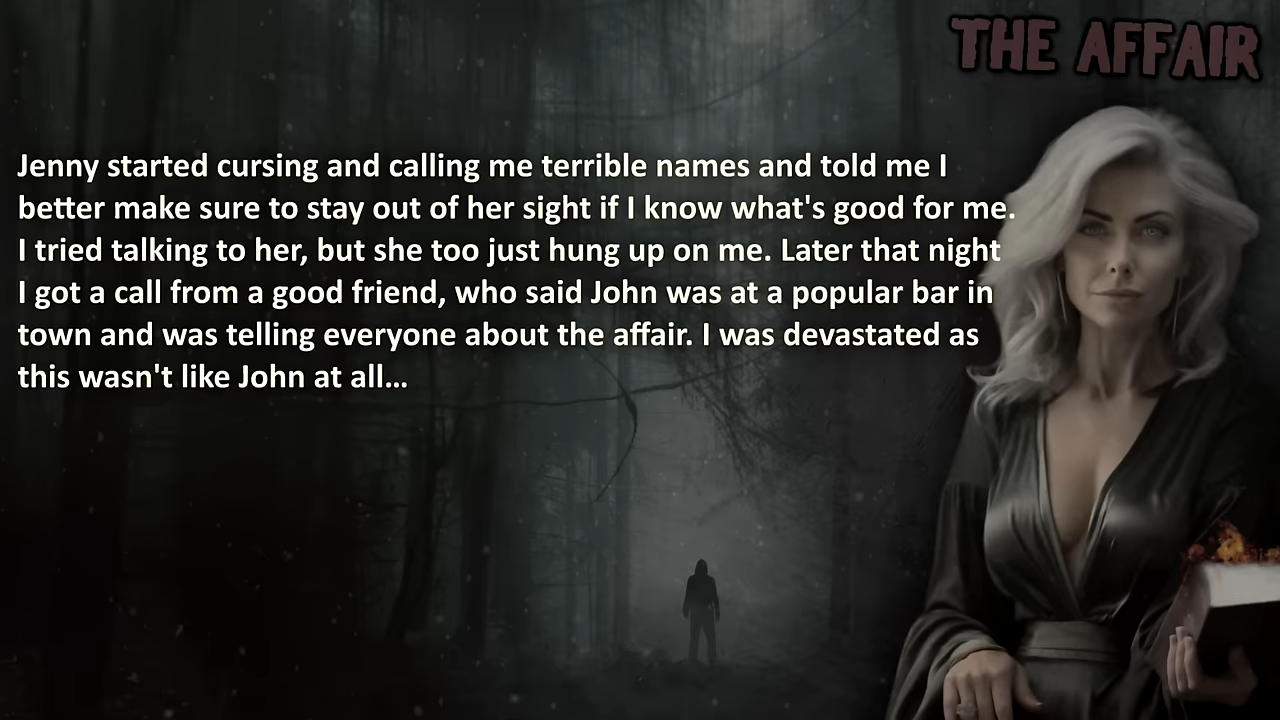 THE AFFAIR
Jenny started cursing and calling me terrible names and told me I
better make sure to stay out of her sight if I know what's good for me.
I tried talking to her, but she too just hung up on me. Later that night
I got a call from a good friend, who said John was at a popular bar in
town and was telling everyone about the affair. I was devastated as
this wasn't like John at all...